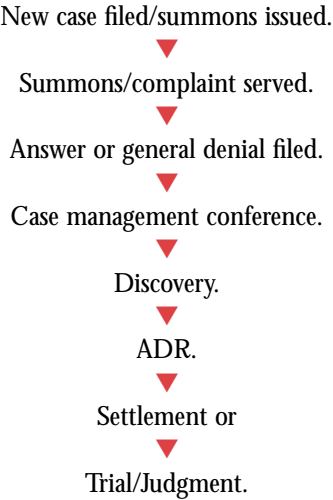 New case filed/summons issued.
Summons/complaint served.
Answer or general denial filed.
Case management conference.
Discovery.
ADR.
Settlement or
Trial/Judgment.